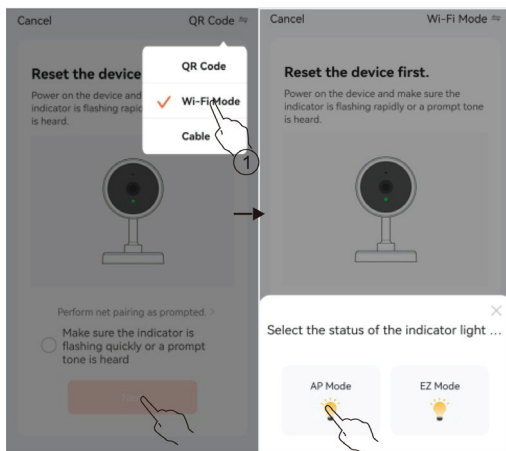 Cancel
QR Code
QR Code
Wi-Fi Mode
Cable
1
Reset the device
Power on the device and
indicator is flashing rapid
is heard.
Perform net pairing as prompted. >
Make sure the indicator is
flashing quickly or a prompt
tone is heard
Cancel
Wi-Fi Mode
Reset the device first.
Power on the device and make sure the
indicator is flashing rapidly or a prompt tone
is heard.
Select the status of the indicator light ...
AP Mode
EZ Mode